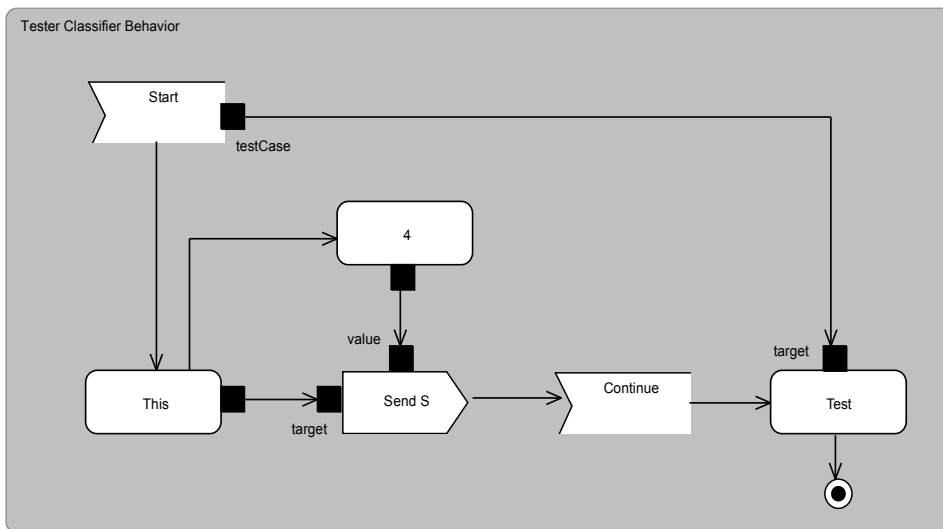 Tester Classifier Behavior
Start
testCase
4
value
target
This
target
Send S
Continue
Test